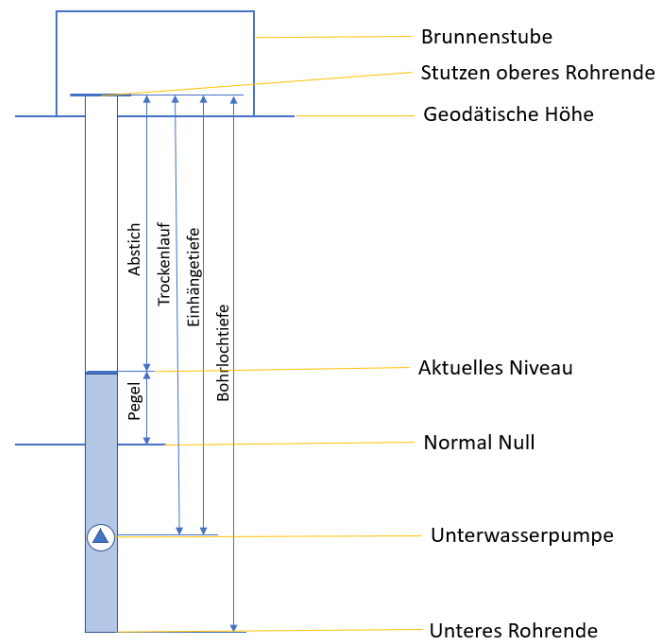 Brunnenstube
Stutzen oberes Rohrende
Geodätische Höhe
Abstich
Trockenlauf
Einhängetiefe
Bohrlochtiefe
Aktuelles Niveau
Pegel
Normal Null
Unterwasserpumpe
Unteres Rohrende